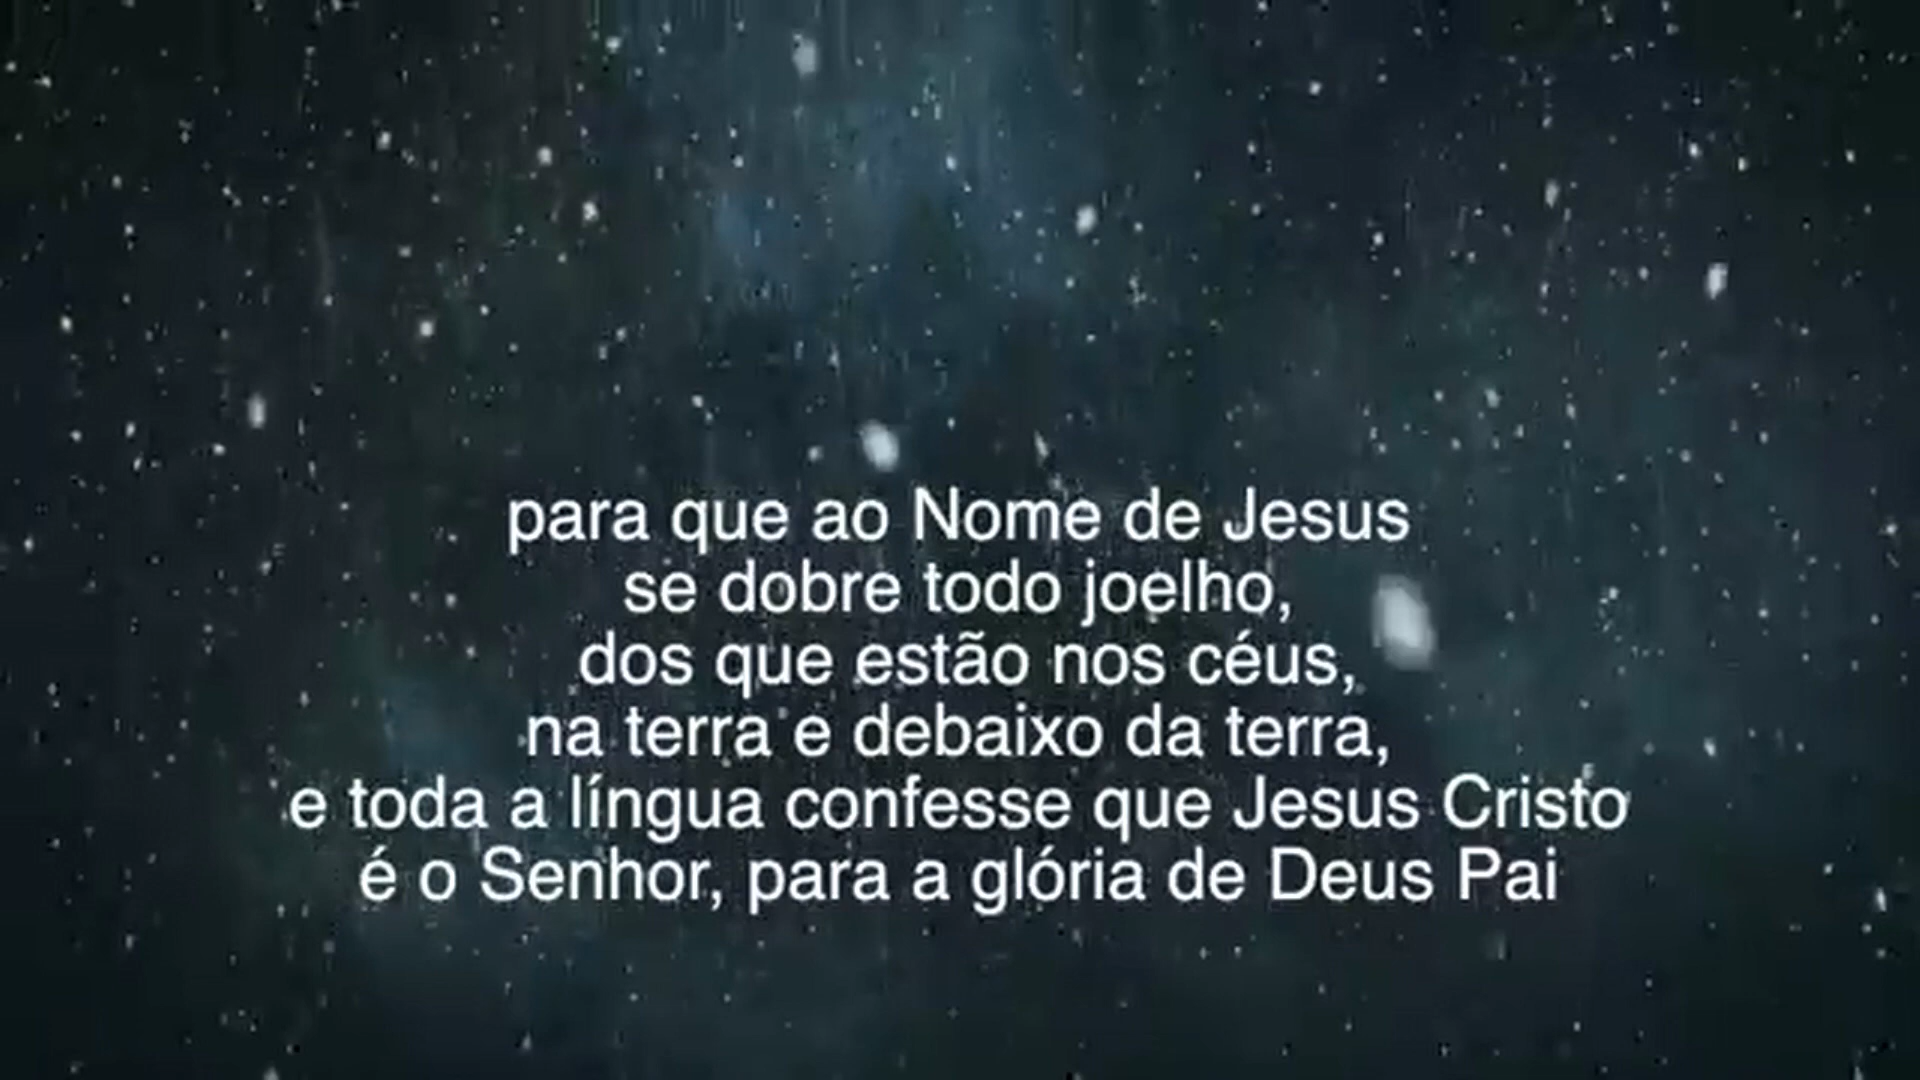 para que ao Nome de Jesus
se dobre todo joelho,
dos que estão nos céus,
na terra e debaixo da terra,
e toda a língua confesse que Jesus Cristo
é o Senhor, para a glória de Deus Pai